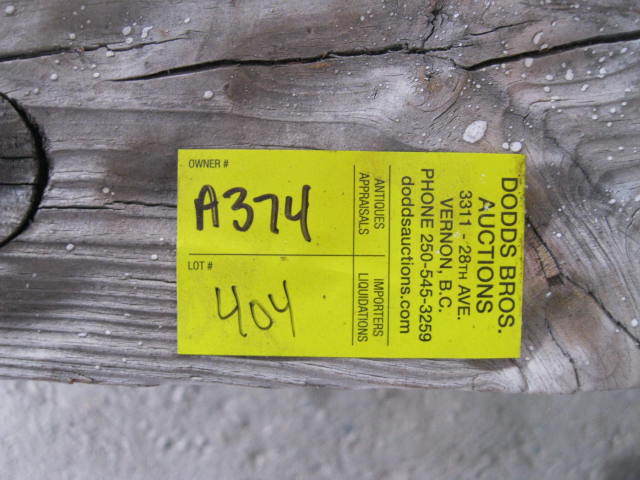 OWNER #
A374
LOT #
404
ANTIQUES
APPRAISALS
IMPORTERS
LIQUIDATIONS
DODDS BROS.
AUCTIONS
3311 - 28TH AVE.
VERNON, B.C.
PHONE 250-545-3259
doddsauctions.com